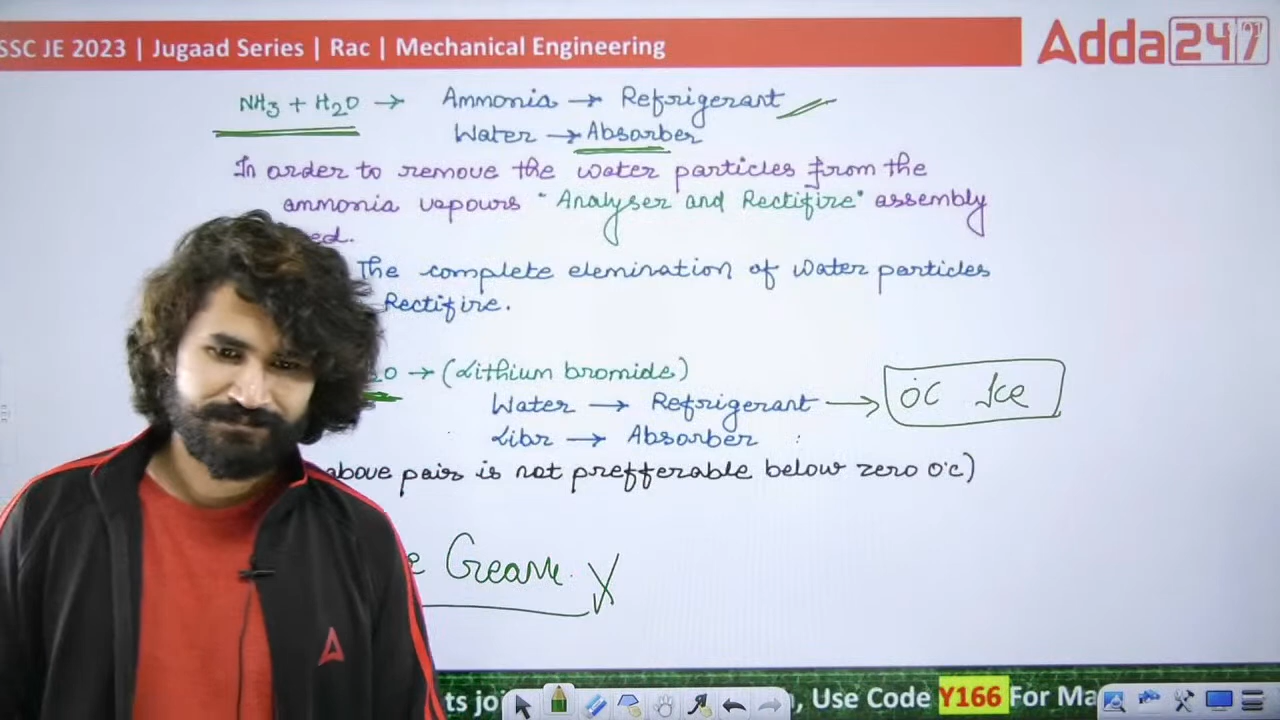 SSC JE 2023 | Jugaad Series | Rac | Mechanical Engineering
Adda247
NH3 + H2O → Ammonia → Refrigerant
Water → Absorber
In order to remove the water particles from the
ammonia vapours "Analyser and Rectifire" assembly
The complete elemination of water particles
Rectifire.
→ (Lithium bromide)
Water → Refrigerant → 0°C Ice
Libr → Absorber
above pair is not prefferable below zero 0°c)
, Use Code Y166 For Ma